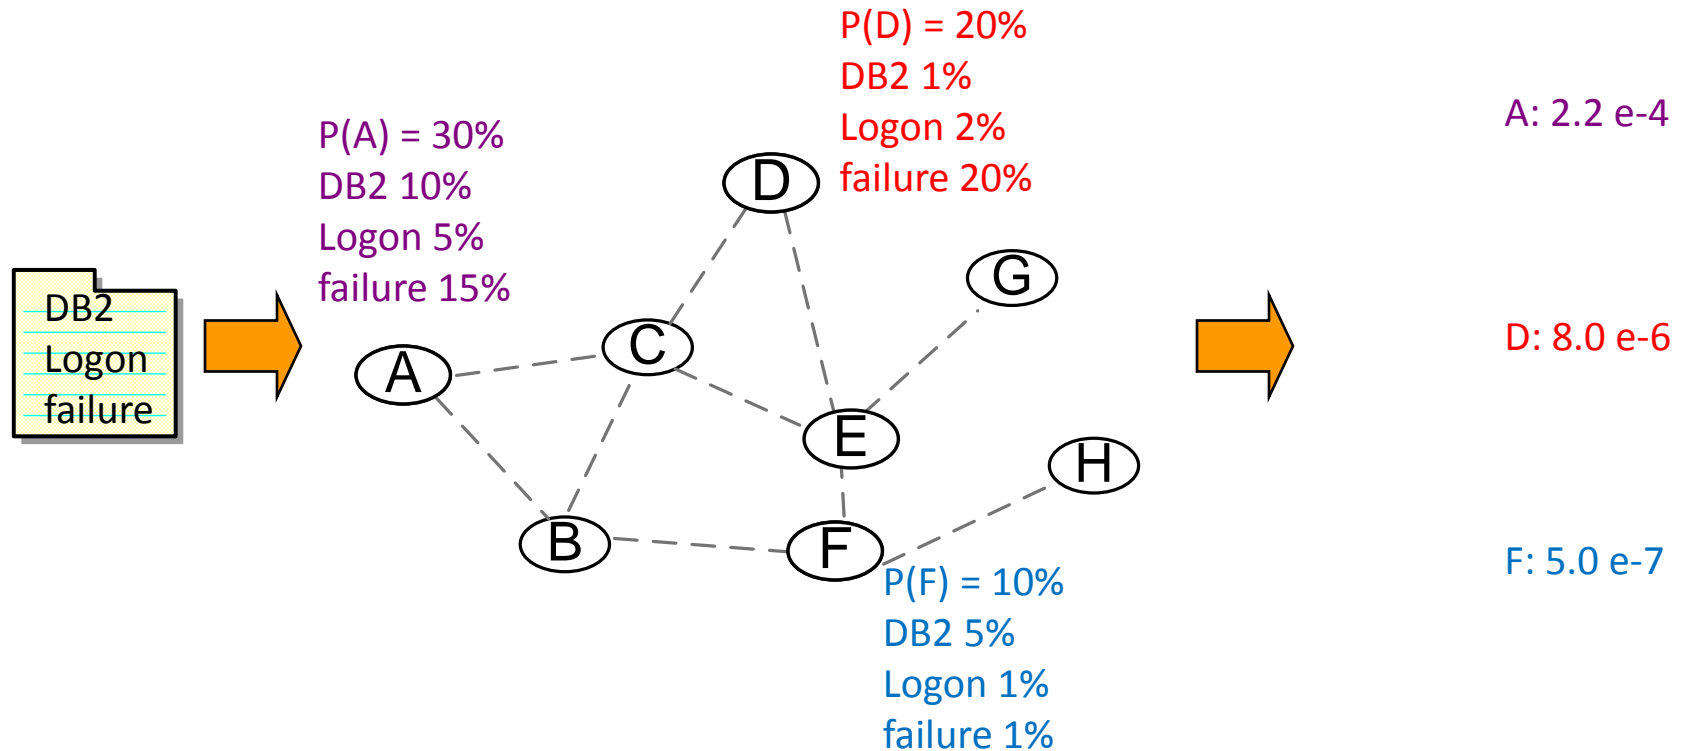 DB2
Logon
failure
P(A) = 30%
DB2 10%
Logon 5%
failure 15%
P(D) = 20%
DB2 1%
Logon 2%
failure 20%
D
G
C
A
E
H
B
F
P(F) = 10%
DB2 5%
Logon 1%
failure 1%
A: 2.2 e-4
D: 8.0 e-6
F: 5.0 e-7